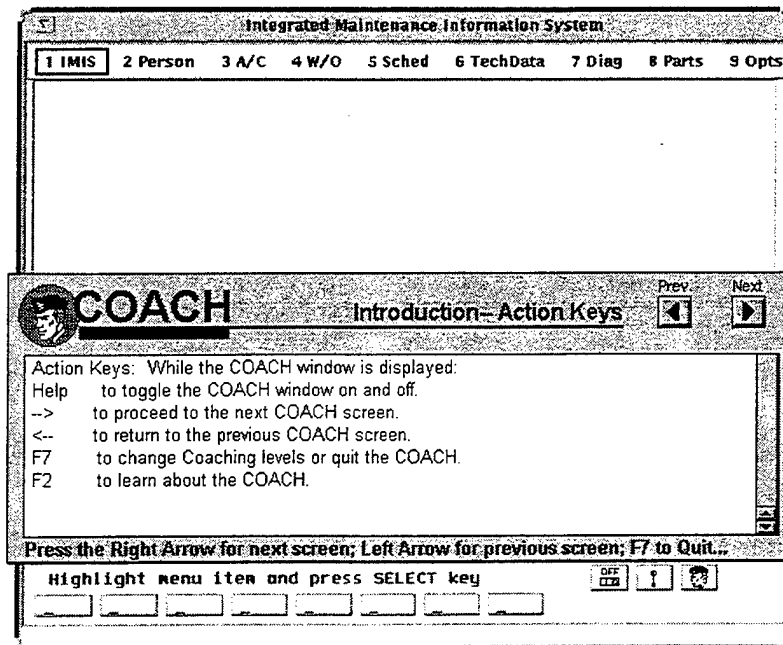 Integrated Maintenance Information System
1 IMIS 2 Person 3 A/C 4 W/O 5 Sched 6 TechData 7 Diag 8 Parts 9 Opts
COACH
Introduction– Action Keys
Prev. Next
Action Keys: While the COACH window is displayed:
Help to toggle the COACH window on and off.
--> to proceed to the next COACH screen.
<-- to return to the previous COACH screen.
F7 to change Coaching levels or quit the COACH.
F2 to learn about the COACH.
Press the Right Arrow for next screen; Left Arrow for previous screen; F7 to Quit...
Highlight menu item and press SELECT key
OFF